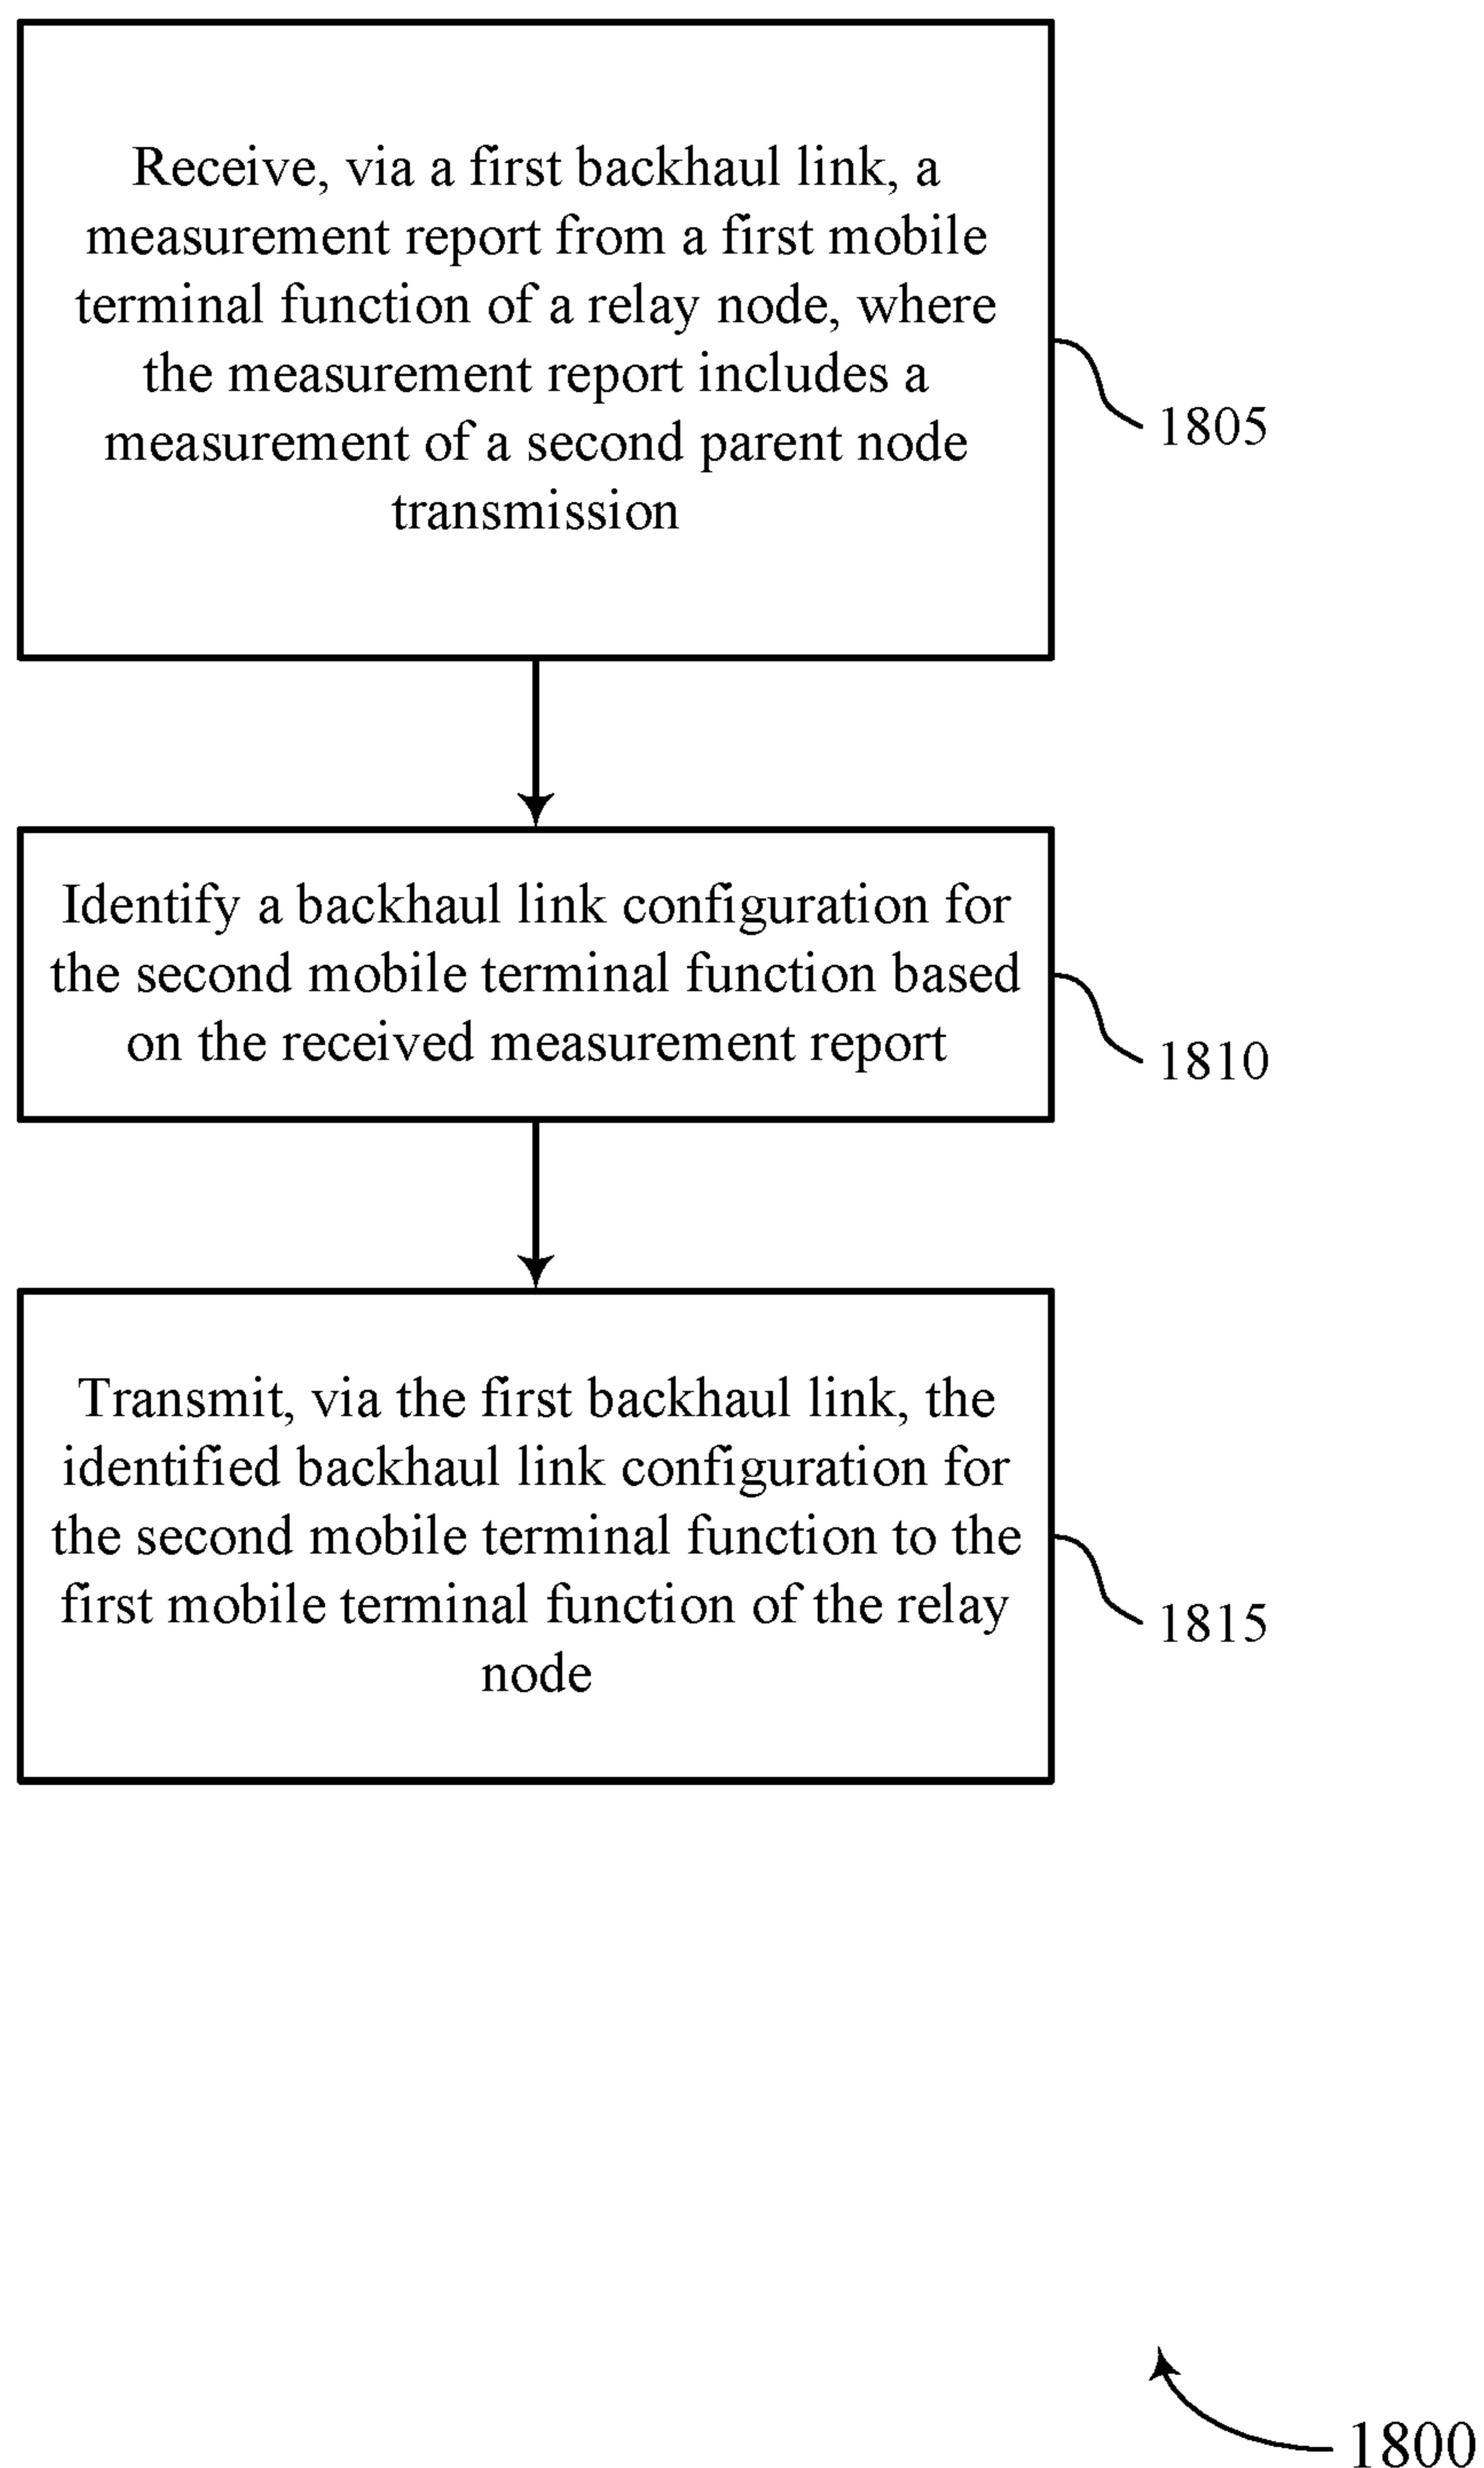 Receive, via a first backhaul link, a
measurement report from a first mobile
terminal function of a relay node, where
the measurement report includes a
measurement of a second parent node
transmission
1805
Identify a backhaul link configuration for
the second mobile terminal function based
on the received measurement report
1810
Transmit, via the first backhaul link, the
identified backhaul link configuration for
the second mobile terminal function to the
first mobile terminal function of the relay
node
1815
1800